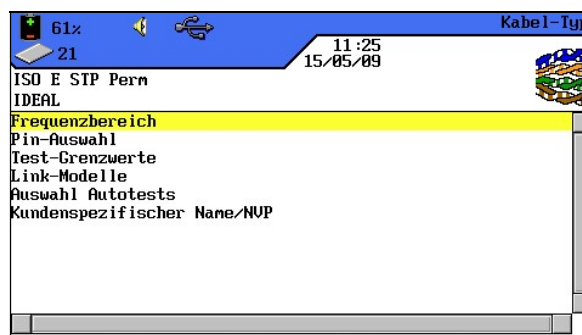 61%
Kabel-Typ
21
11:25
15/05/09
ISO E STP Perm
IDEAL
Frequenzbereich
Pin-Auswahl
Test-Grenzwerte
Link-Modelle
Auswahl Autotests
Kundenspezifischer Name/NVP